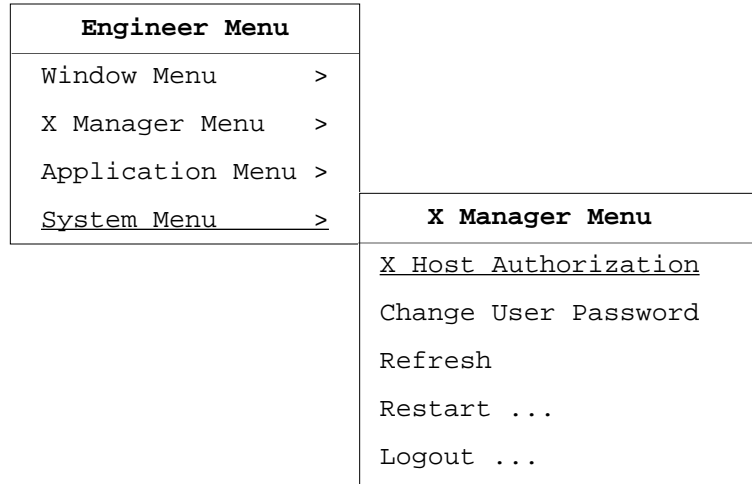 Engineer Menu
Window Menu >
X Manager Menu >
Application Menu >
System Menu >
X Manager Menu
X Host Authorization
Change User Password
Refresh
Restart ...
Logout ...